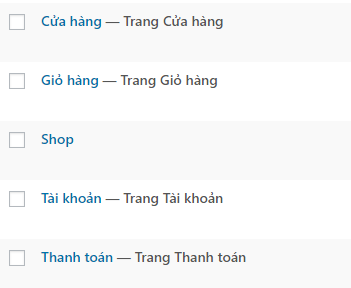 Cửa hàng — Trang Cửa hàng
Giỏ hàng — Trang Giỏ hàng
Shop
Tài khoản — Trang Tài khoản
Thanh toán — Trang Thanh toán